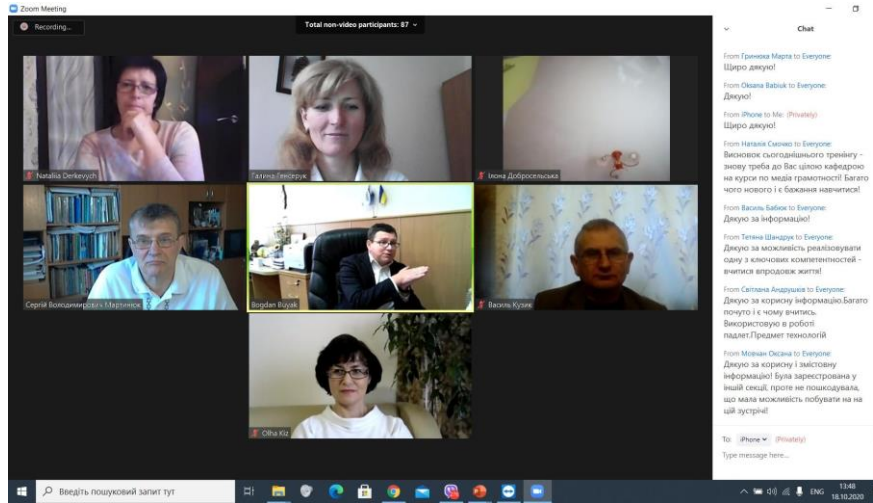 Zoom Meeting
Recording...
Total non-video participants: 87
Chat
From Гринюка Марта to Everyone:
Щиро дякую!
From Oksana Babiuk to Everyone:
Дякую!
From iPhone to Me: (Privately)
Щиро дякую!
From Наталія Смочко to Everyone:
Висновок сьогоднішнього тренінгу -
знову треба до Вас цілою кафедрою
на курси по медіа грамотності! Багато
чого нового і є бажання навчитися!
From Василь Бабюк to Everyone:
Дякую за інформацію!
From Тетяна Шандрук to Everyone:
Дякую за можливість реалізовувати
одну з ключових компетентностей -
вчитися впродовж життя!
From Світлана Андрушків to Everyone:
Дякую за корисну інформацію.Багато
почуто і є чому вчитись.
Використовую в роботі
падлет.Предмет технологій
From Мовчан Оксана to Everyone:
Дякую за корисну і змістовну
інформацію! Була зареєстрована у
іншій секції, проте не пошкодувала,
що мала можливість побувати на на
цій зустрічі!
To: iPhone (Privately)
Type message here...
Nataliia Derkevych
Галина Генсерук
Ілона Добросельська
Сергій Володимирович Мартинюк
Bogdan Buyak
Василь Кузик
Olha Kiz
Введіть пошуковий запит тут
ENG
13:48
18.10.2020